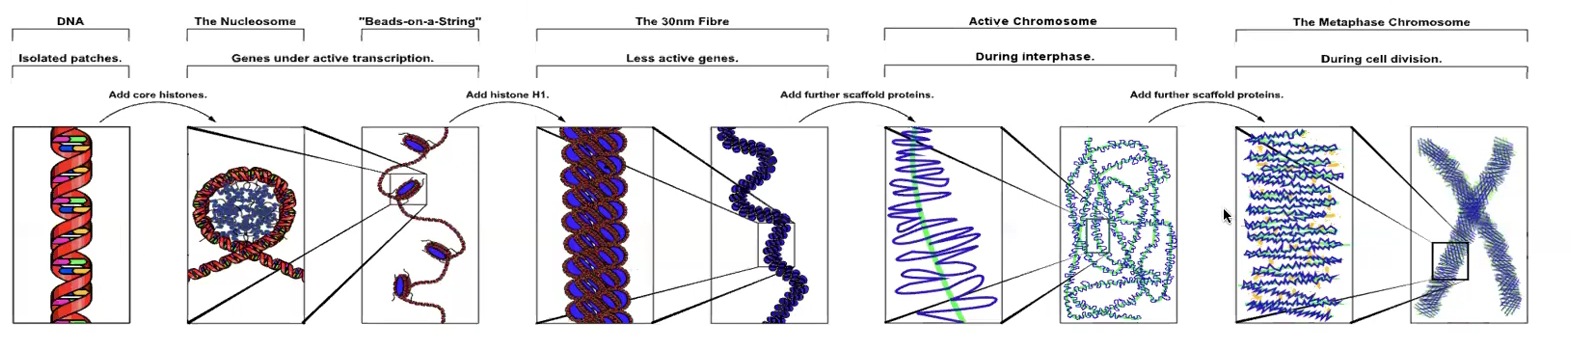 DNA
The Nucleosome
"Beads-on-a-String"
The 30nm Fibre
Active Chromosome
The Metaphase Chromosome
Isolated patches.
Genes under active transcription.
Less active genes.
During interphase.
During cell division.
Add core histones.
Add histone H1.
Add further scaffold proteins.
Add further scaffold proteins.